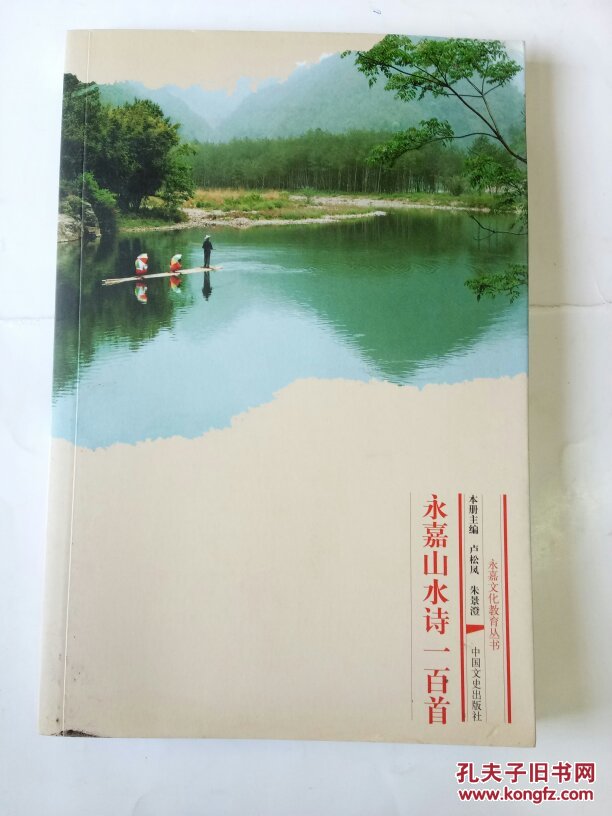 永嘉文化教育丛书
本册主编 卢松凤 朱景澄
中国文史出版社
永嘉山水诗一百首
孔夫子旧书网
www.kongfz.com